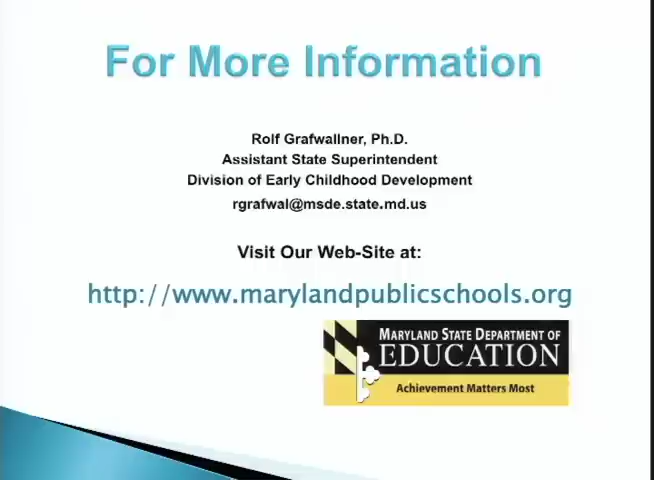 For More Information
Rolf Grafwallner, Ph.D.
Assistant State Superintendent
Division of Early Childhood Development
rgrafwal@msde.state.md.us
Visit Our Web-Site at:
http://www.marylandpublicschools.org
MARYLAND STATE DEPARTMENT OF
EDUCATION
Achievement Matters Most